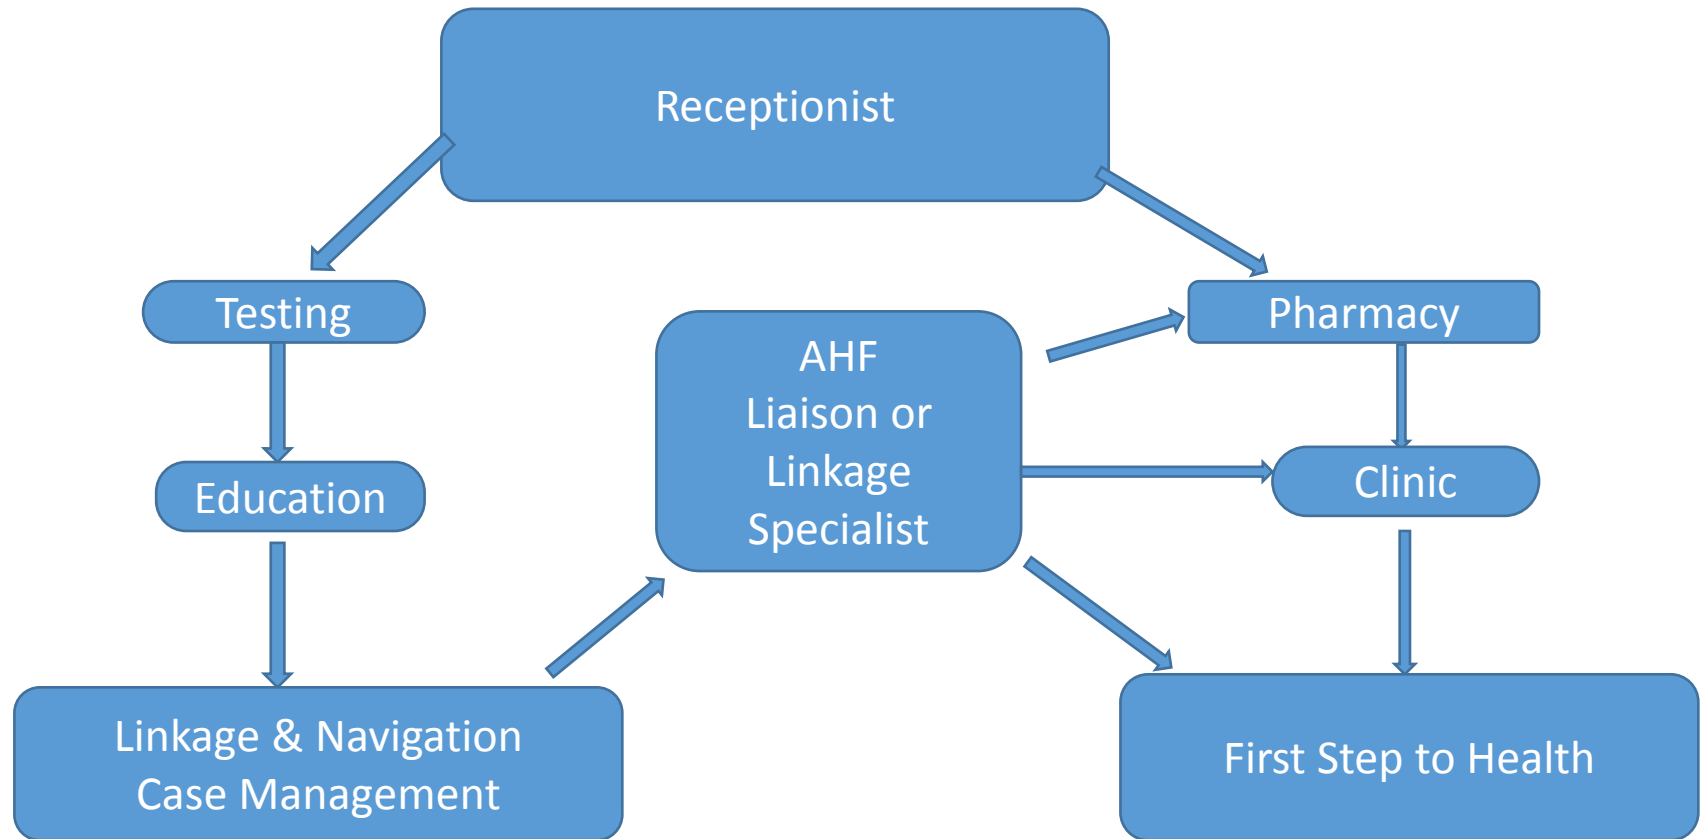 Receptionist
Testing
Pharmacy
AHF
Liaison or
Linkage
Specialist
Education
Clinic
Linkage & Navigation
Case Management
First Step to Health